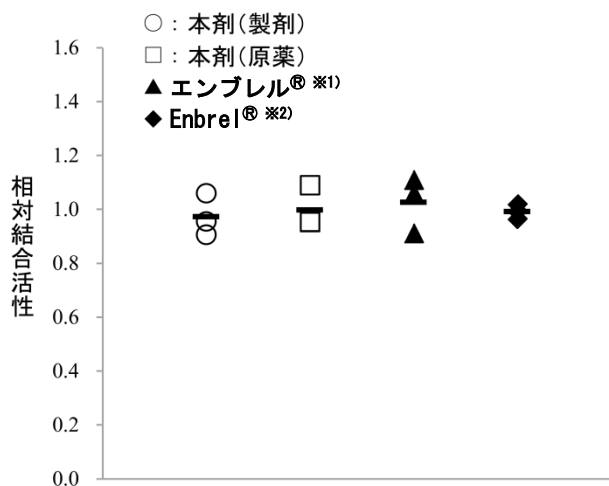 ○ : 本剤(製剤)
□ : 本剤(原薬)
▲ エンブレル® ※1)
◆ Enbrel® ※2)
1.6
1.4
1.2
1.0
0.8
0.6
0.4
0.2
0.0
相対結合活性